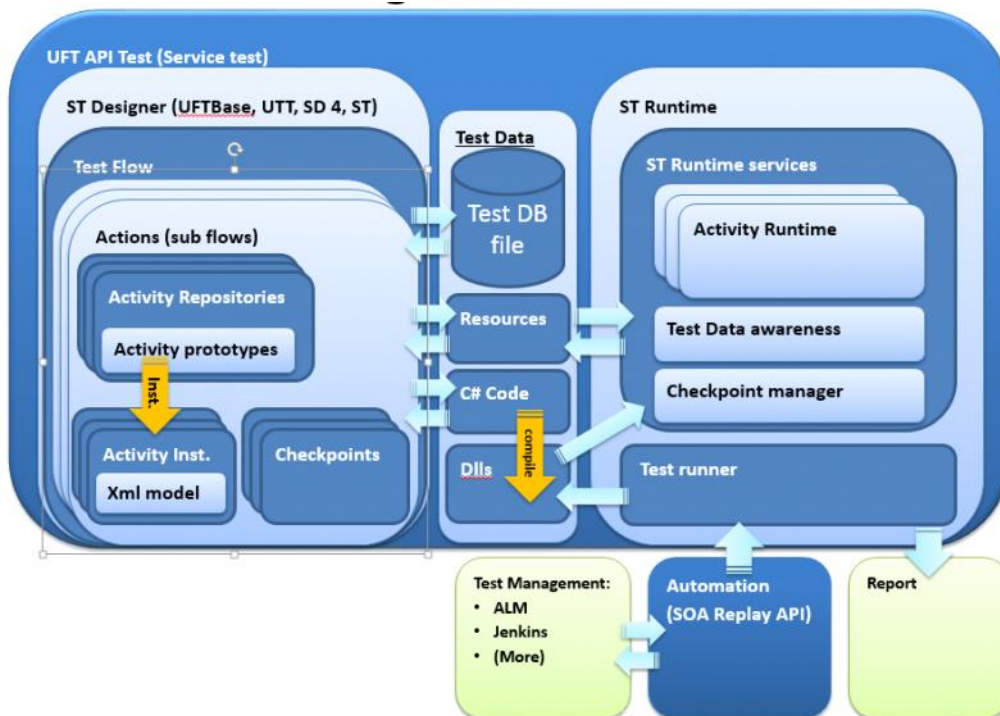 UFT API Test (Service test)
ST Designer (UFTBase, UTT, SD 4, ST)
Test Flow
Actions (sub flows)
Activity Repositories
Activity prototypes
Inst.
Activity Inst.
Xml model
Checkpoints
Test Data
Test DB
file
Resources
C# Code
compile
Dlls
ST Runtime
ST Runtime services
Activity Runtime
Test Data awareness
Checkpoint manager
Test runner
Test Management:
• ALM
• Jenkins
• (More)
Automation
(SOA Replay API)
Report